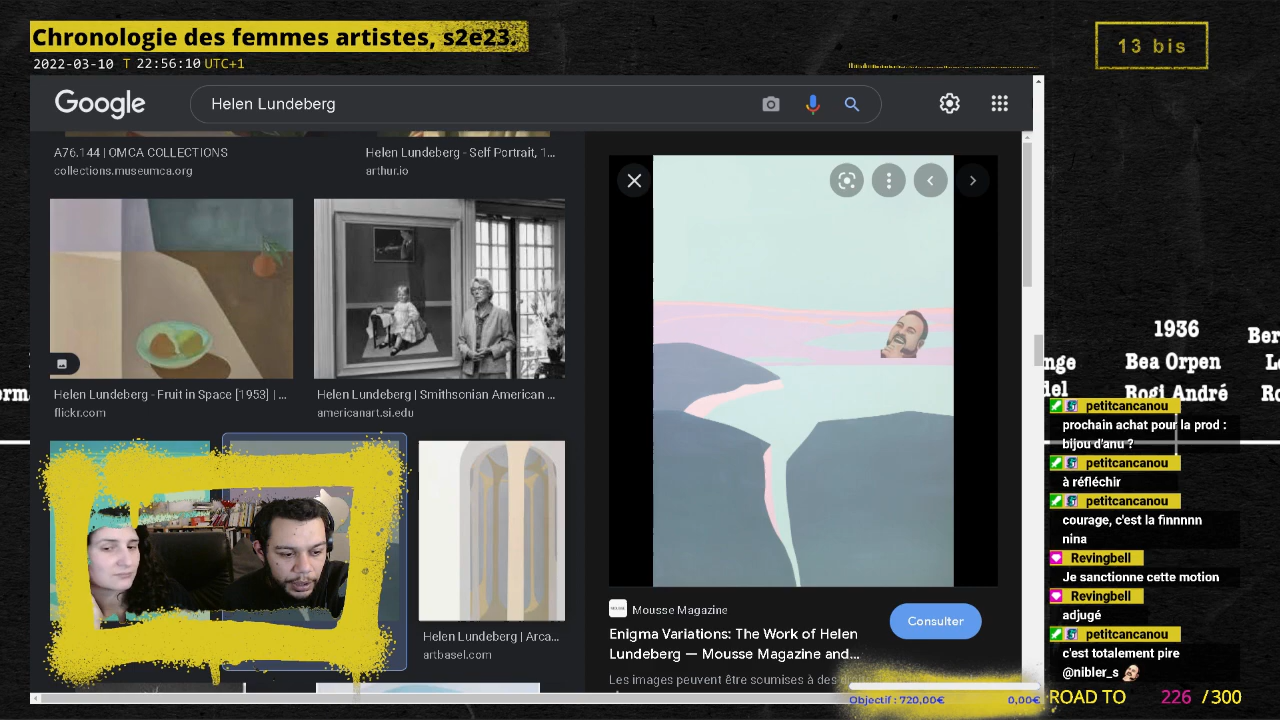 Chronologie des femmes artistes, s2e23.
2022-03-10 T 22:56:10 UTC+1
13 bis
Google
Helen Lundeberg
A76.144 | OMCA COLLECTIONS
collections.museumca.org
Helen Lundeberg - Self Portrait, 1...
arthur.io
Helen Lundeberg - Fruit in Space [1953] | ...
flickr.com
Helen Lundeberg | Smithsonian American ...
americanart.si.edu
Helen Lundeberg | Arca...
artbasel.com
Mousse Magazine
Enigma Variations: The Work of Helen
Lundeberg — Mousse Magazine and...
Consulter
Les images peuvent être soumises à des
Objectif : 720,00€
0,00€
1936
Bea Orpen
Rogi André
petitcancanou
prochain achat pour la prod :
bijou d'anu ?
petitcancanou
à réfléchir
petitcancanou
courage, c'est la finnnnn
nina
Revingbell
Je sanctionne cette motion
Revingbell
adjugé
petitcancanou
c'est totalement pire
@nibler_s
ROAD TO 226 / 300